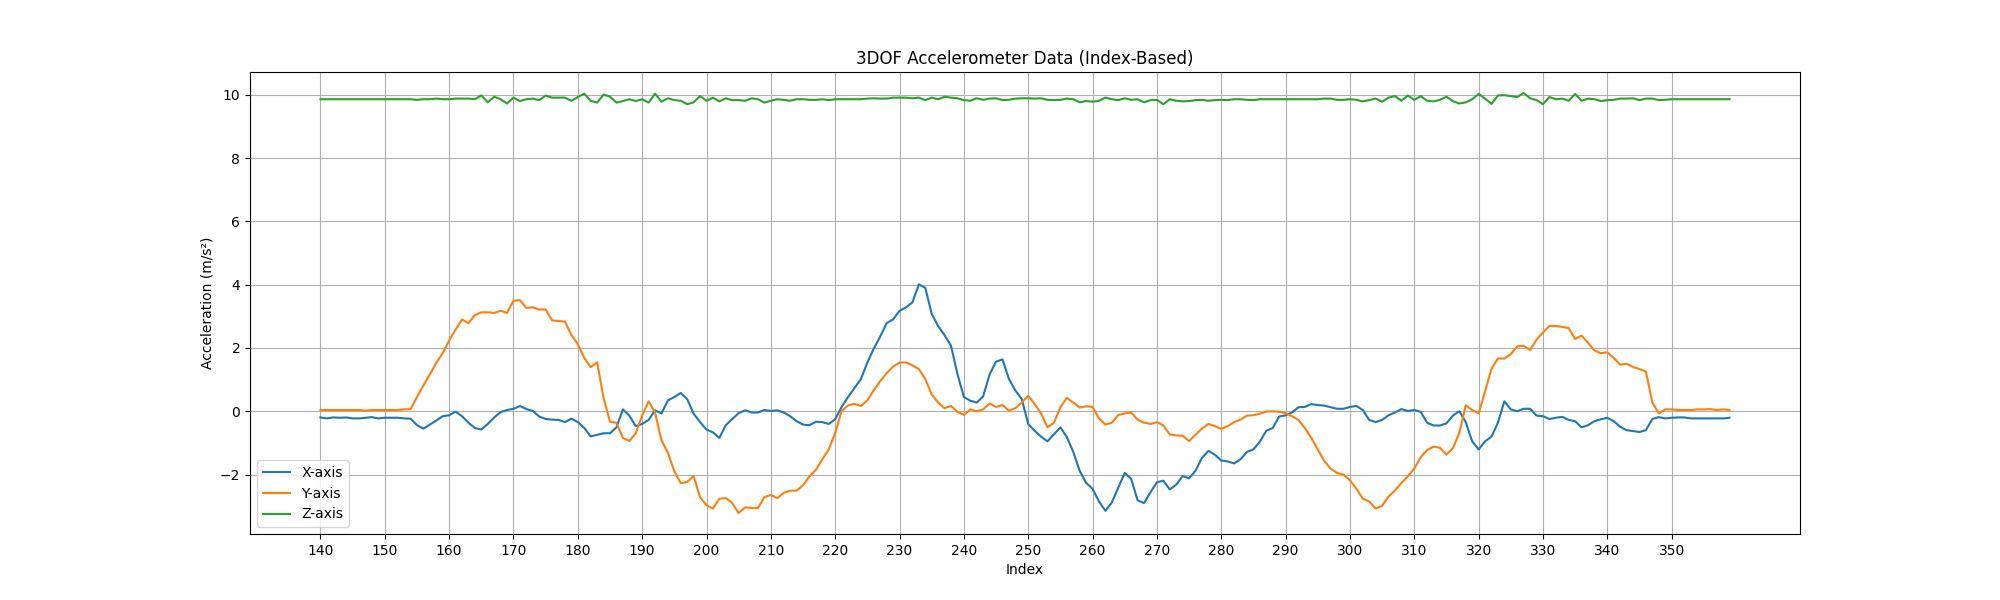 3DOF Accelerometer Data (Index-Based)
Acceleration (m/s²)
10
8
6
4
2
0
−2
X-axis
Y-axis
Z-axis
140 150 160 170 180 190 200 210 220 230 240 250 260 270 280 290 300 310 320 330 340 350
Index